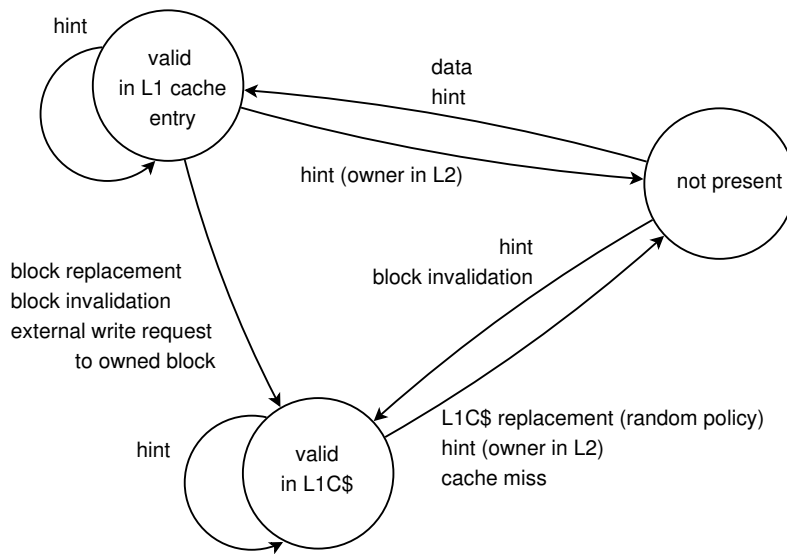 hint
valid
in L1 cache
entry
data
hint
hint (owner in L2)
not present
hint
block invalidation
block replacement
block invalidation
external write request
to owned block
L1C$ replacement (random policy)
hint (owner in L2)
cache miss
hint
valid
in L1C$